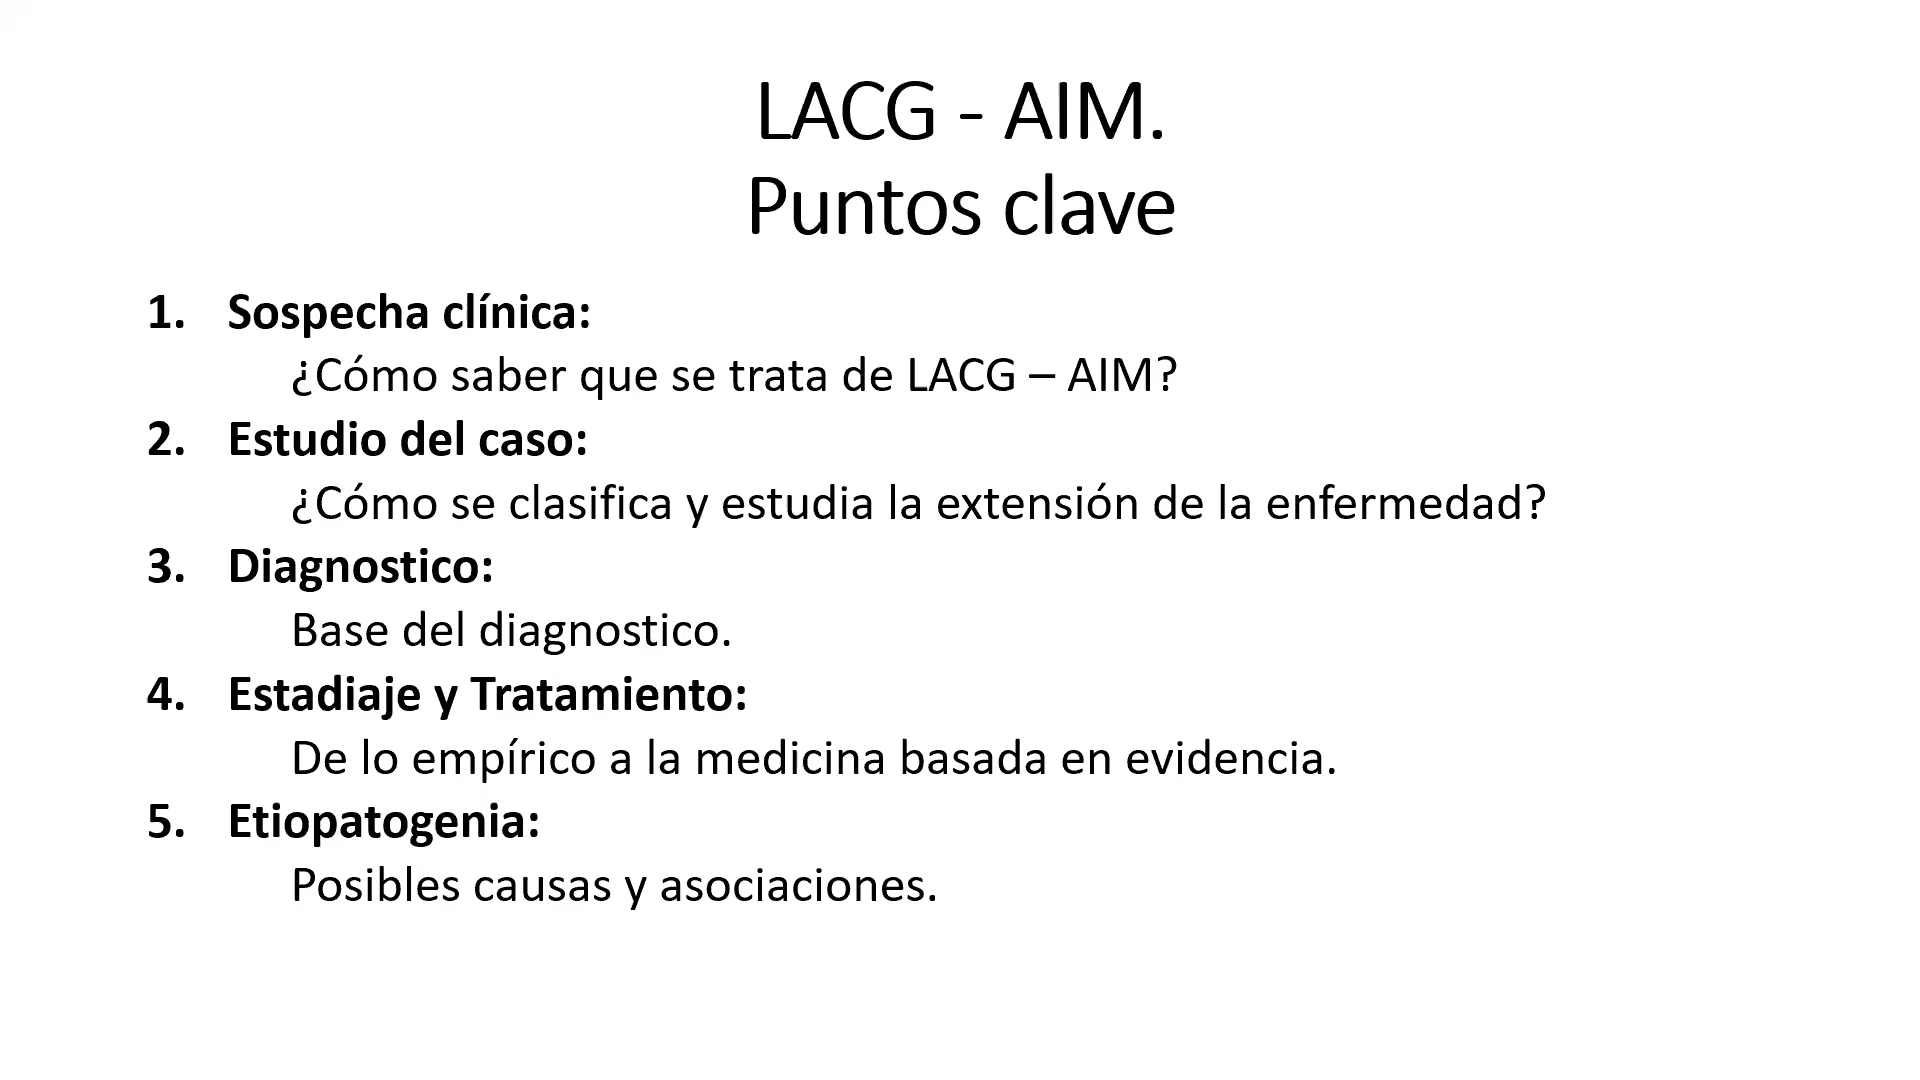 LACG - AIM.
Puntos clave
1. Sospecha clínica:
¿Cómo saber que se trata de LACG – AIM?
2. Estudio del caso:
¿Cómo se clasifica y estudia la extensión de la enfermedad?
3. Diagnostico:
Base del diagnostico.
4. Estadiaje y Tratamiento:
De lo empírico a la medicina basada en evidencia.
5. Etiopatogenia:
Posibles causas y asociaciones.